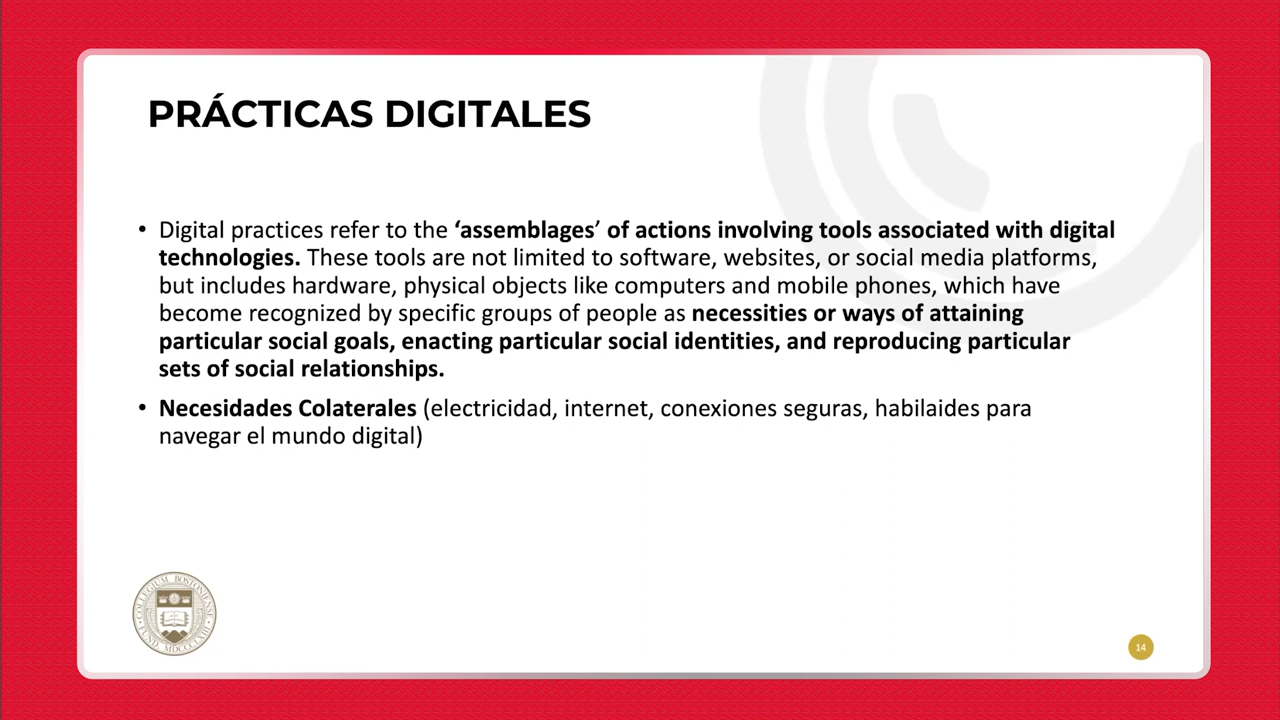 PRÁCTICAS DIGITALES
• Digital practices refer to the ‘assemblages’ of actions involving tools associated with digital
technologies. These tools are not limited to software, websites, or social media platforms,
but includes hardware, physical objects like computers and mobile phones, which have
become recognized by specific groups of people as necessities or ways of attaining
particular social goals, enacting particular social identities, and reproducing particular
sets of social relationships.
• Necesidades Colaterales (electricidad, internet, conexiones seguras, habilaides para
navegar el mundo digital)
COLLEGIUM BOSTONIENSE
FUND. MDCCCLXIII
14